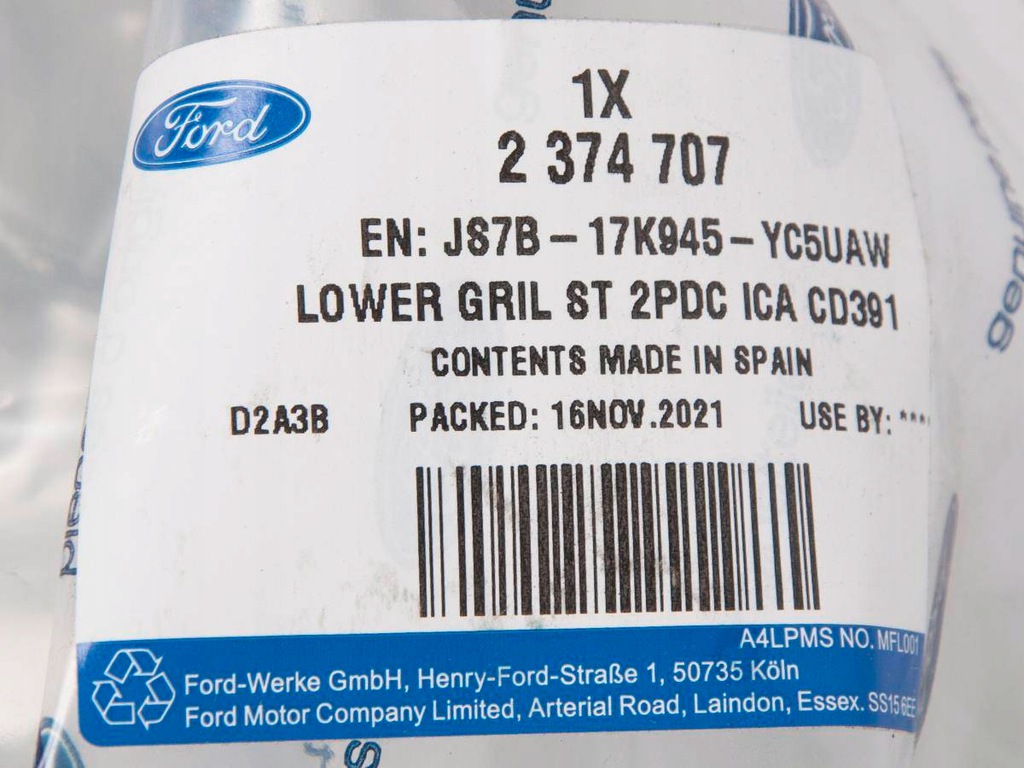 Ford
1X
2 374 707
EN: JS7B - 17K945 - YC5UAW
LOWER GRIL ST 2PDC ICA CD391
CONTENTS MADE IN SPAIN
D2A3B PACKED: 16NOV.2021 USE BY: ****
A4LPMS NO. MFL001
Ford-Werke GmbH, Henry-Ford-Straße 1, 50735 Köln
Ford Motor Company Limited, Arterial Road, Laindon, Essex. SS15 6EE